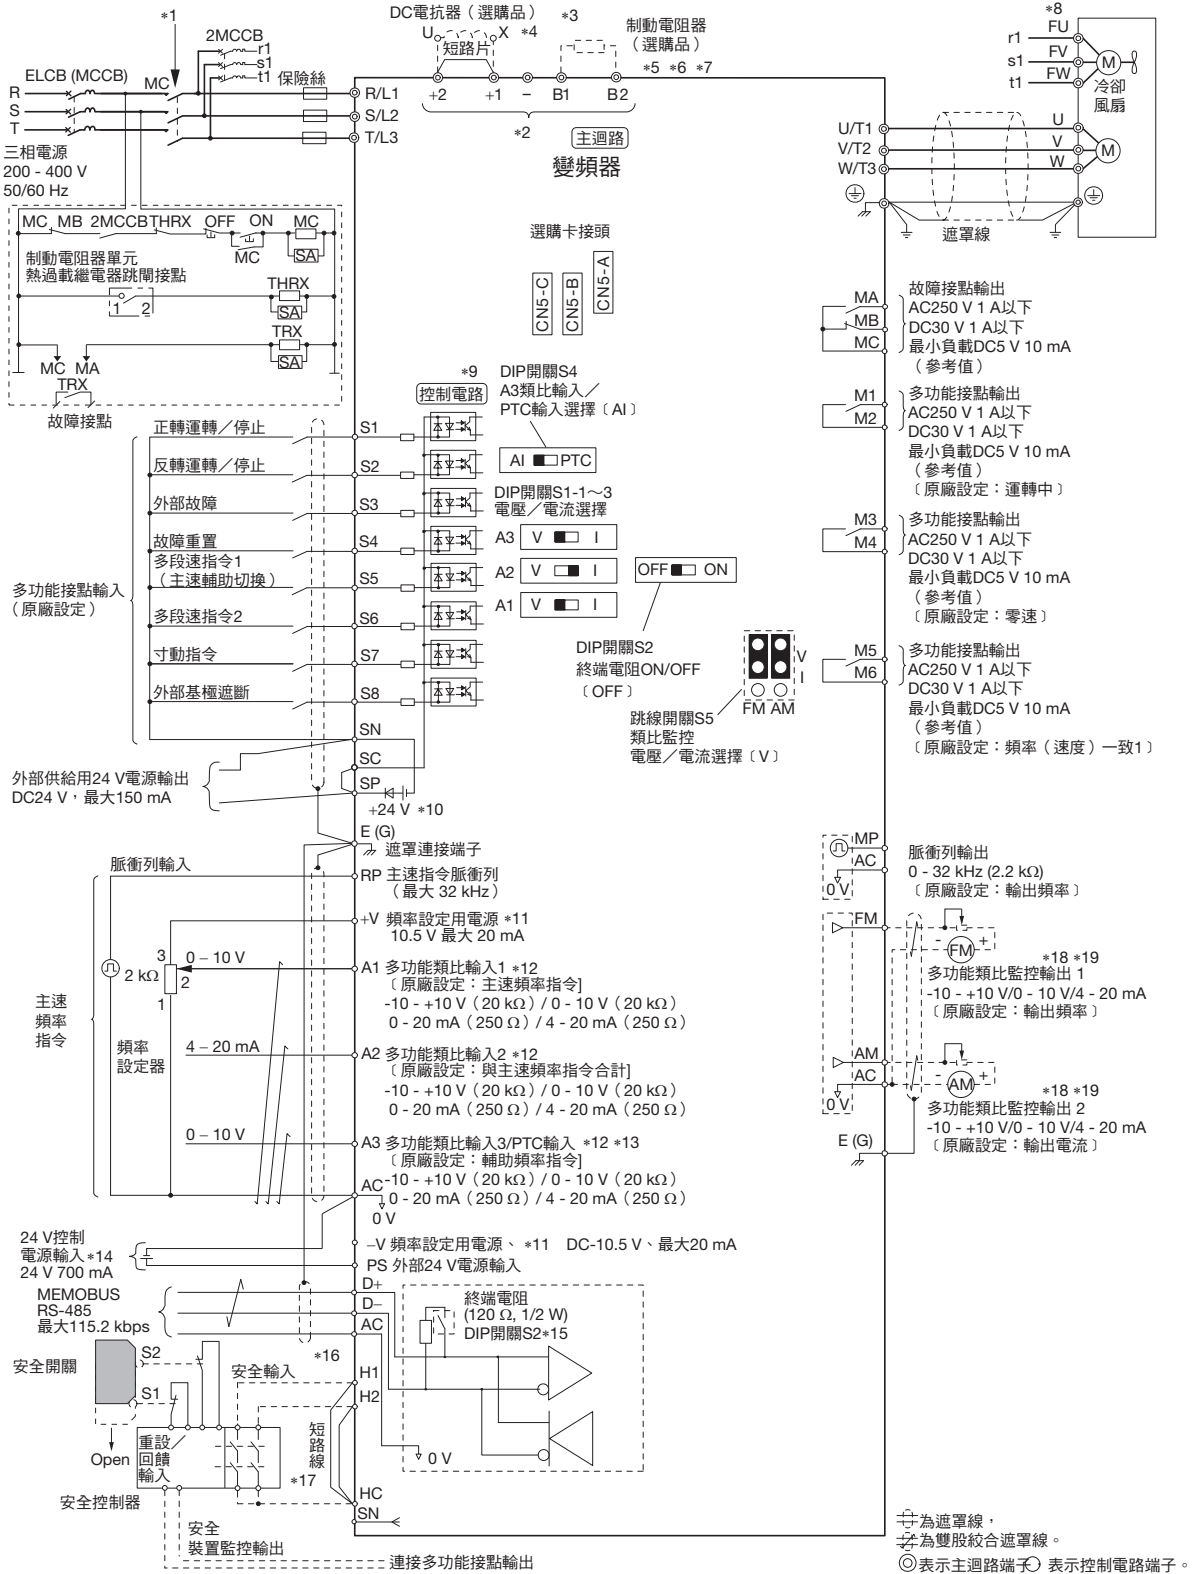 *1
2MCCB
r1
s1
t1
保險絲
ELCB (MCCB)
MC
R
S
T
R/L1
S/L2
T/L3
三相電源
200 - 400 V
50/60 Hz
DC電抗器（選購品）
U
X
*4
短路片
*3
制動電阻器
（選購品）
*5 *6 *7
+2
+1
–
B1
B2
*2
主迴路
變頻器
*8
r1
FU
s1
FV
t1
FW
M
冷卻
風扇
U/T1
V/T2
W/T3
U
V
W
M
遮罩線
MC
MB
2MCCB
THRX
OFF
ON
MC
MC
SA
制動電阻器單元
熱過載繼電器跳閘接點
1
2
THRX
SA
TRX
SA
MC
MA
TRX
故障接點
選購卡接頭
CN5-C
CN5-B
CN5-A
*9
控制電路
DIP開關S4
A3類比輸入／
PTC輸入選擇〔AI〕
AI
PTC
DIP開關S1-1～3
電壓／電流選擇
A3
V
I
A2
V
I
A1
V
I
OFF
ON
DIP開關S2
終端電阻ON/OFF
〔OFF〕
V
I
FM AM
跳線開關S5
類比監控
電壓／電流選擇〔V〕
多功能接點輸入
（原廠設定）
正轉運轉／停止
S1
反轉運轉／停止
S2
外部故障
S3
故障重置
S4
多段速指令1
（主速輔助切換）
S5
多段速指令2
S6
寸動指令
S7
外部基極遮斷
S8
SN
SC
SP
外部供給用24 V電源輸出
DC24 V，最大150 mA
+24 V *10
E (G)
遮罩連接端子
MA
MB
MC
故障接點輸出
AC250 V 1 A以下
DC30 V 1 A以下
最小負載DC5 V 10 mA
（參考值）
M1
M2
多功能接點輸出
AC250 V 1 A以下
DC30 V 1 A以下
最小負載DC5 V 10 mA
（參考值）
〔原廠設定：運轉中〕
M3
M4
多功能接點輸出
AC250 V 1 A以下
DC30 V 1 A以下
最小負載DC5 V 10 mA
（參考值）
〔原廠設定：零速〕
M5
M6
多功能接點輸出
AC250 V 1 A以下
DC30 V 1 A以下
最小負載DC5 V 10 mA
（參考值）
〔原廠設定：頻率（速度）一致1〕
脈衝列輸入
RP 主速指令脈衝列
（最大 32 kHz）
+V 頻率設定用電源 *11
10.5 V 最大 20 mA
主速
頻率
指令
2 kΩ
3
2
1
0 – 10 V
頻率
設定器
A1 多功能類比輸入1 *12
〔原廠設定：主速頻率指令]
-10 - +10 V（20 kΩ）/ 0 - 10 V（20 kΩ）
0 - 20 mA（250 Ω）/ 4 - 20 mA（250 Ω）
4 – 20 mA
A2 多功能類比輸入2 *12
〔原廠設定：與主速頻率指令合計]
-10 - +10 V（20 kΩ）/ 0 - 10 V（20 kΩ）
0 - 20 mA（250 Ω）/ 4 - 20 mA（250 Ω）
0 – 10 V
A3 多功能類比輸入3/PTC輸入 *12 *13
〔原廠設定：輔助頻率指令]
-10 - +10 V（20 kΩ）/ 0 - 10 V（20 kΩ）
0 - 20 mA（250 Ω）/ 4 - 20 mA（250 Ω）
AC
0 V
–V 頻率設定用電源、 *11 DC-10.5 V、最大20 mA
PS 外部24 V電源輸入
24 V控制
電源輸入*14
24 V 700 mA
MP
AC
0 V
脈衝列輸出
0 - 32 kHz (2.2 kΩ)
〔原廠設定：輸出頻率〕
FM
-
FM
+
*18 *19
多功能類比監控輸出 1
-10 - +10 V/0 - 10 V/4 - 20 mA
〔原廠設定：輸出頻率〕
AM
AC
0 V
-
AM
+
*18 *19
多功能類比監控輸出 2
-10 - +10 V/0 - 10 V/4 - 20 mA
〔原廠設定：輸出電流〕
E (G)
MEMOBUS
RS-485
最大115.2 kbps
D+
D–
AC
*16
終端電阻
(120 Ω, 1/2 W)
DIP開關S2*15
0 V
安全開關
S2
S1
Open
安全輸入
H1
H2
短路線
重設／
回饋
輸入
*17
安全控制器
HC
SN
安全
裝置監控輸出
連接多功能接點輸出
為遮罩線，
為雙股絞合遮罩線。
表示主迴路端子
表示控制電路端子。